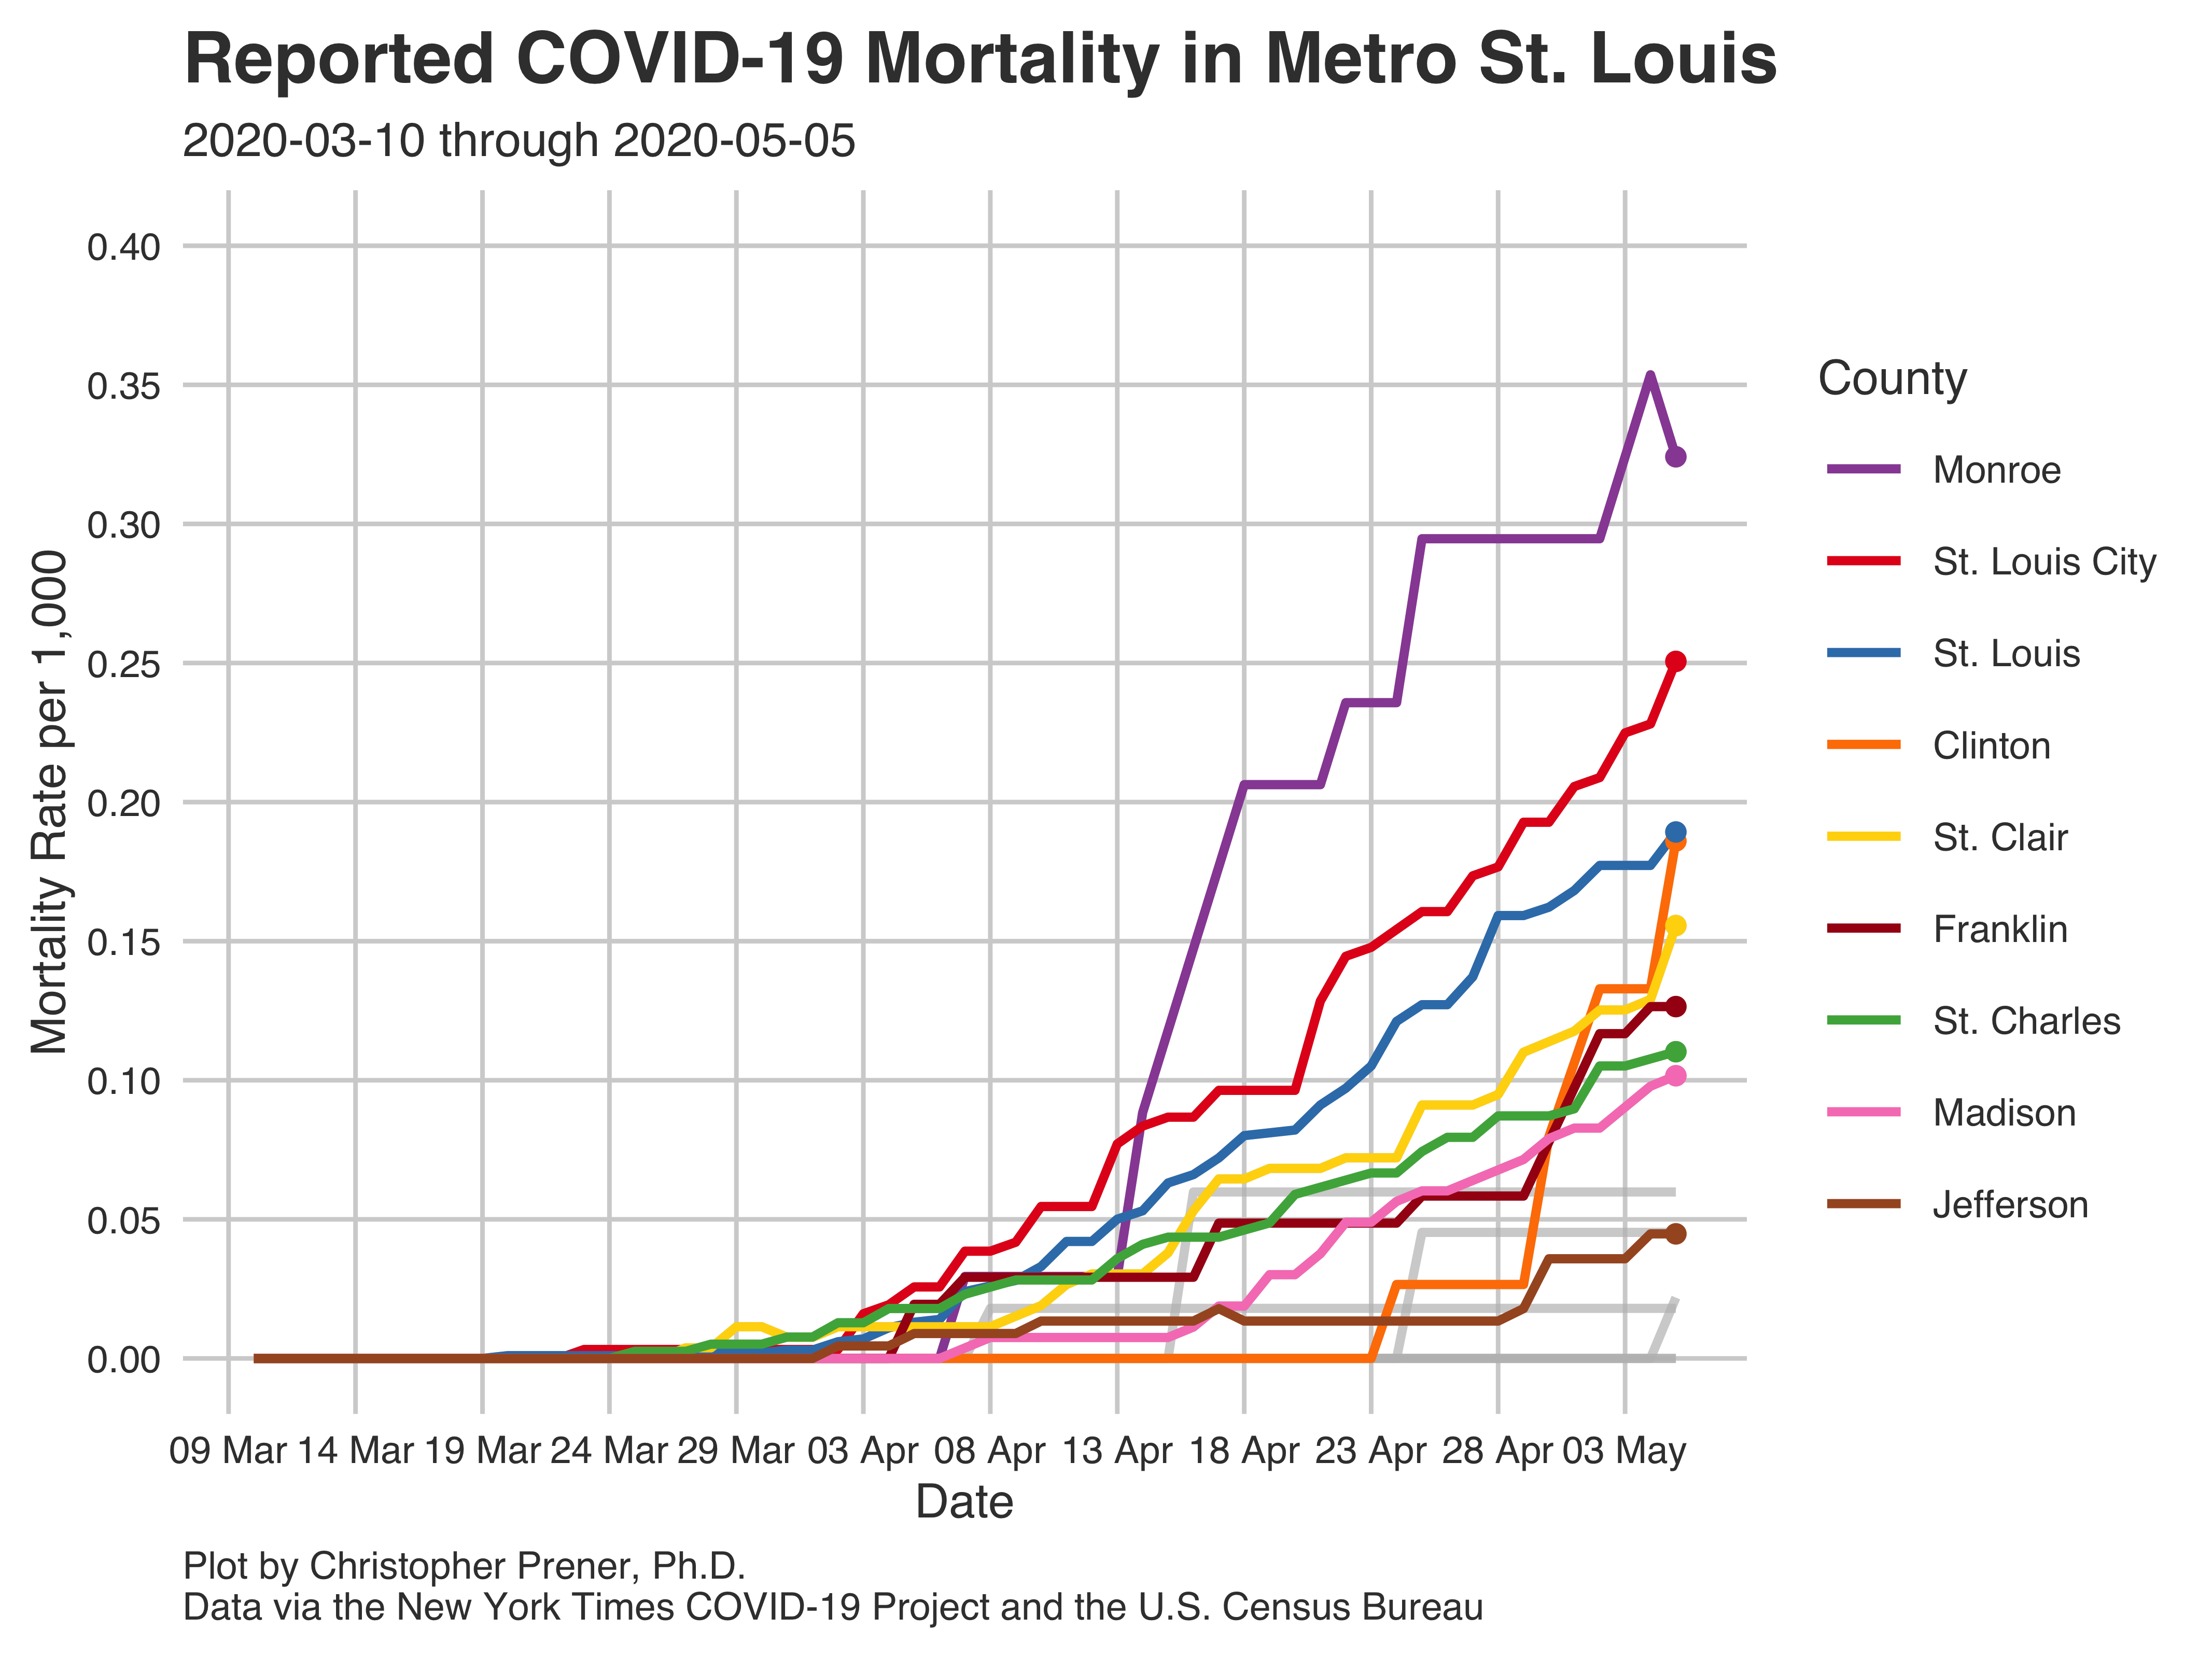 Reported COVID-19 Mortality in Metro St. Louis
2020-03-10 through 2020-05-05
Mortality Rate per 1,000
0.40
0.35
0.30
0.25
0.20
0.15
0.10
0.05
0.00
09 Mar 14 Mar 19 Mar 24 Mar 29 Mar 03 Apr 08 Apr 13 Apr 18 Apr 23 Apr 28 Apr 03 May
Date
County
Monroe
St. Louis City
St. Louis
Clinton
St. Clair
Franklin
St. Charles
Madison
Jefferson
Plot by Christopher Prener, Ph.D.
Data via the New York Times COVID-19 Project and the U.S. Census Bureau